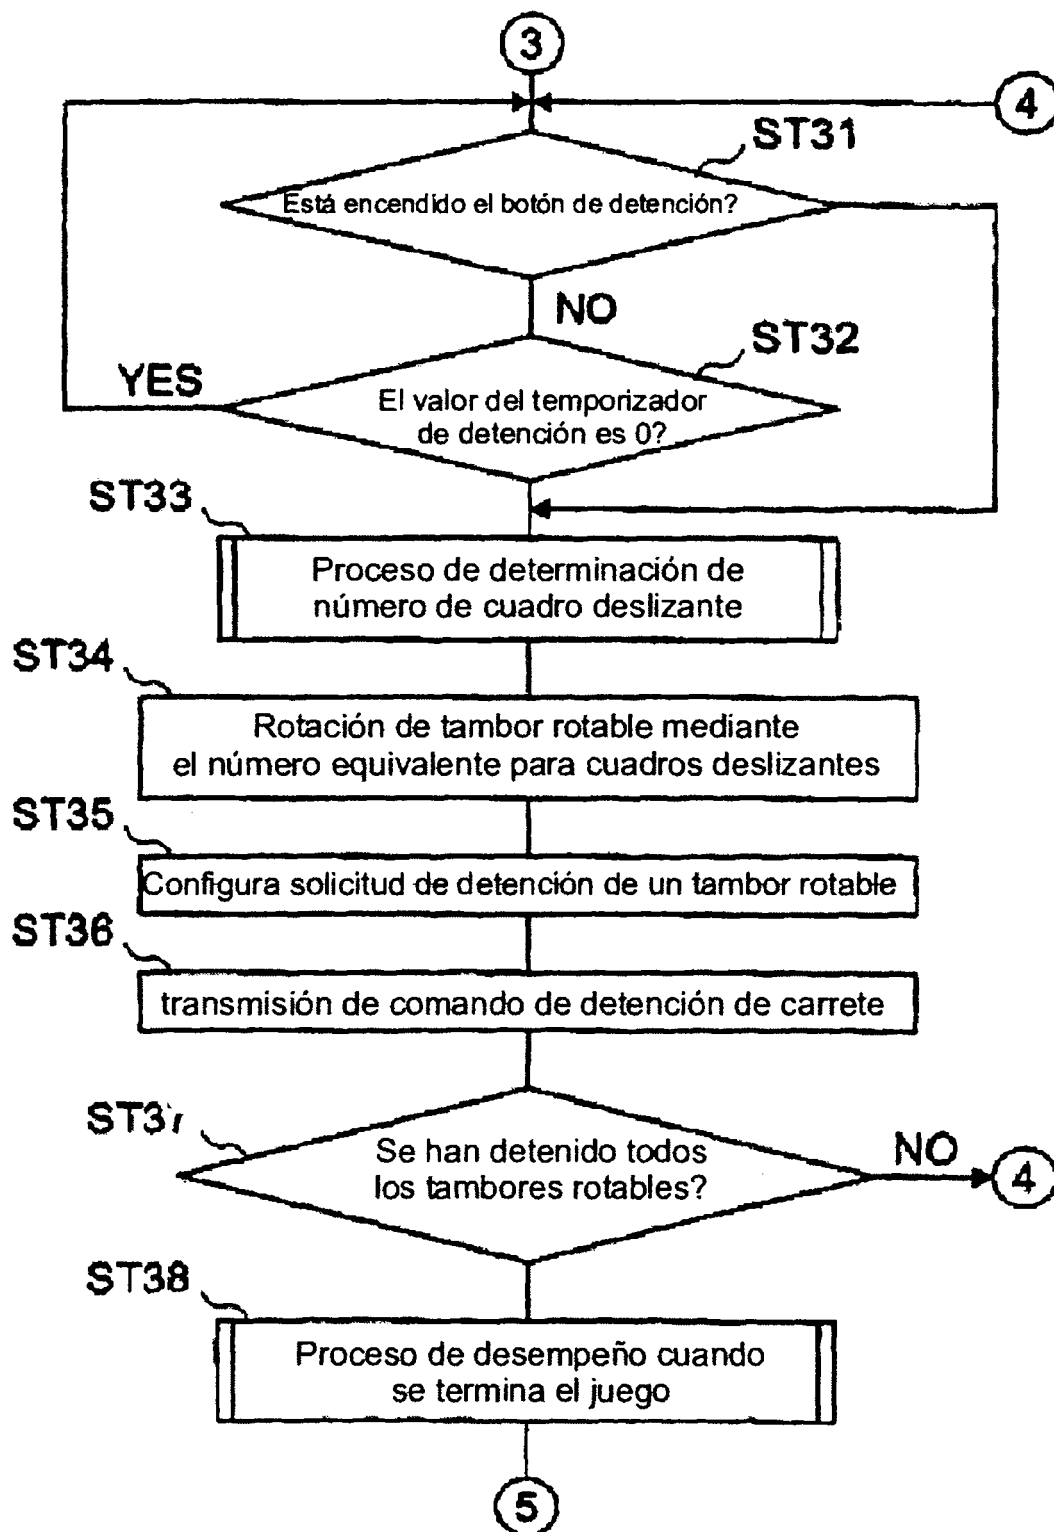 3
4
ST31
Está encendido el botón de detención?
NO
ST32
YES
El valor del temporizador
de detención es 0?
ST33
Proceso de determinación de
número de cuadro deslizante
ST34
Rotación de tambor rotable mediante
el número equivalente para cuadros deslizantes
ST35
Configura solicitud de detención de un tambor rotable
ST36
transmisión de comando de detención de carrete
ST37
Se han detenido todos
los tambores rotables?
NO
4
ST38
Proceso de desempeño cuando
se termina el juego
5